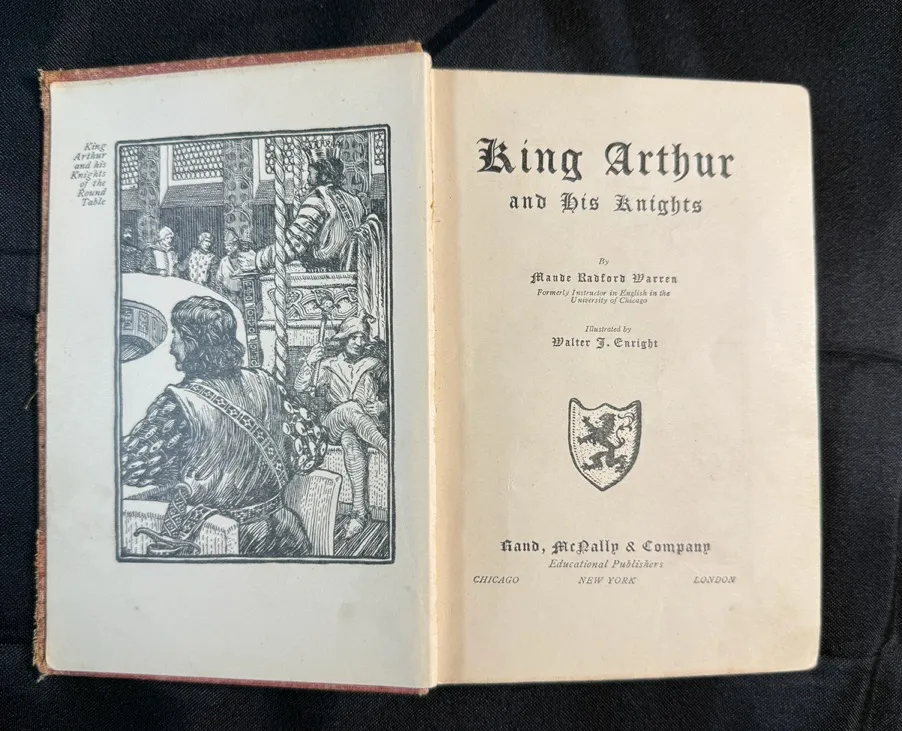 King
Arthur
and his
Knights
of the
Round
Table
King Arthur
and His Knights
By
Maude Radford Warren
Formerly Instructor in English in the
University of Chicago
Illustrated by
Walter J. Enright
Rand, McNally & Company
Educational Publishers
CHICAGO NEW YORK LONDON